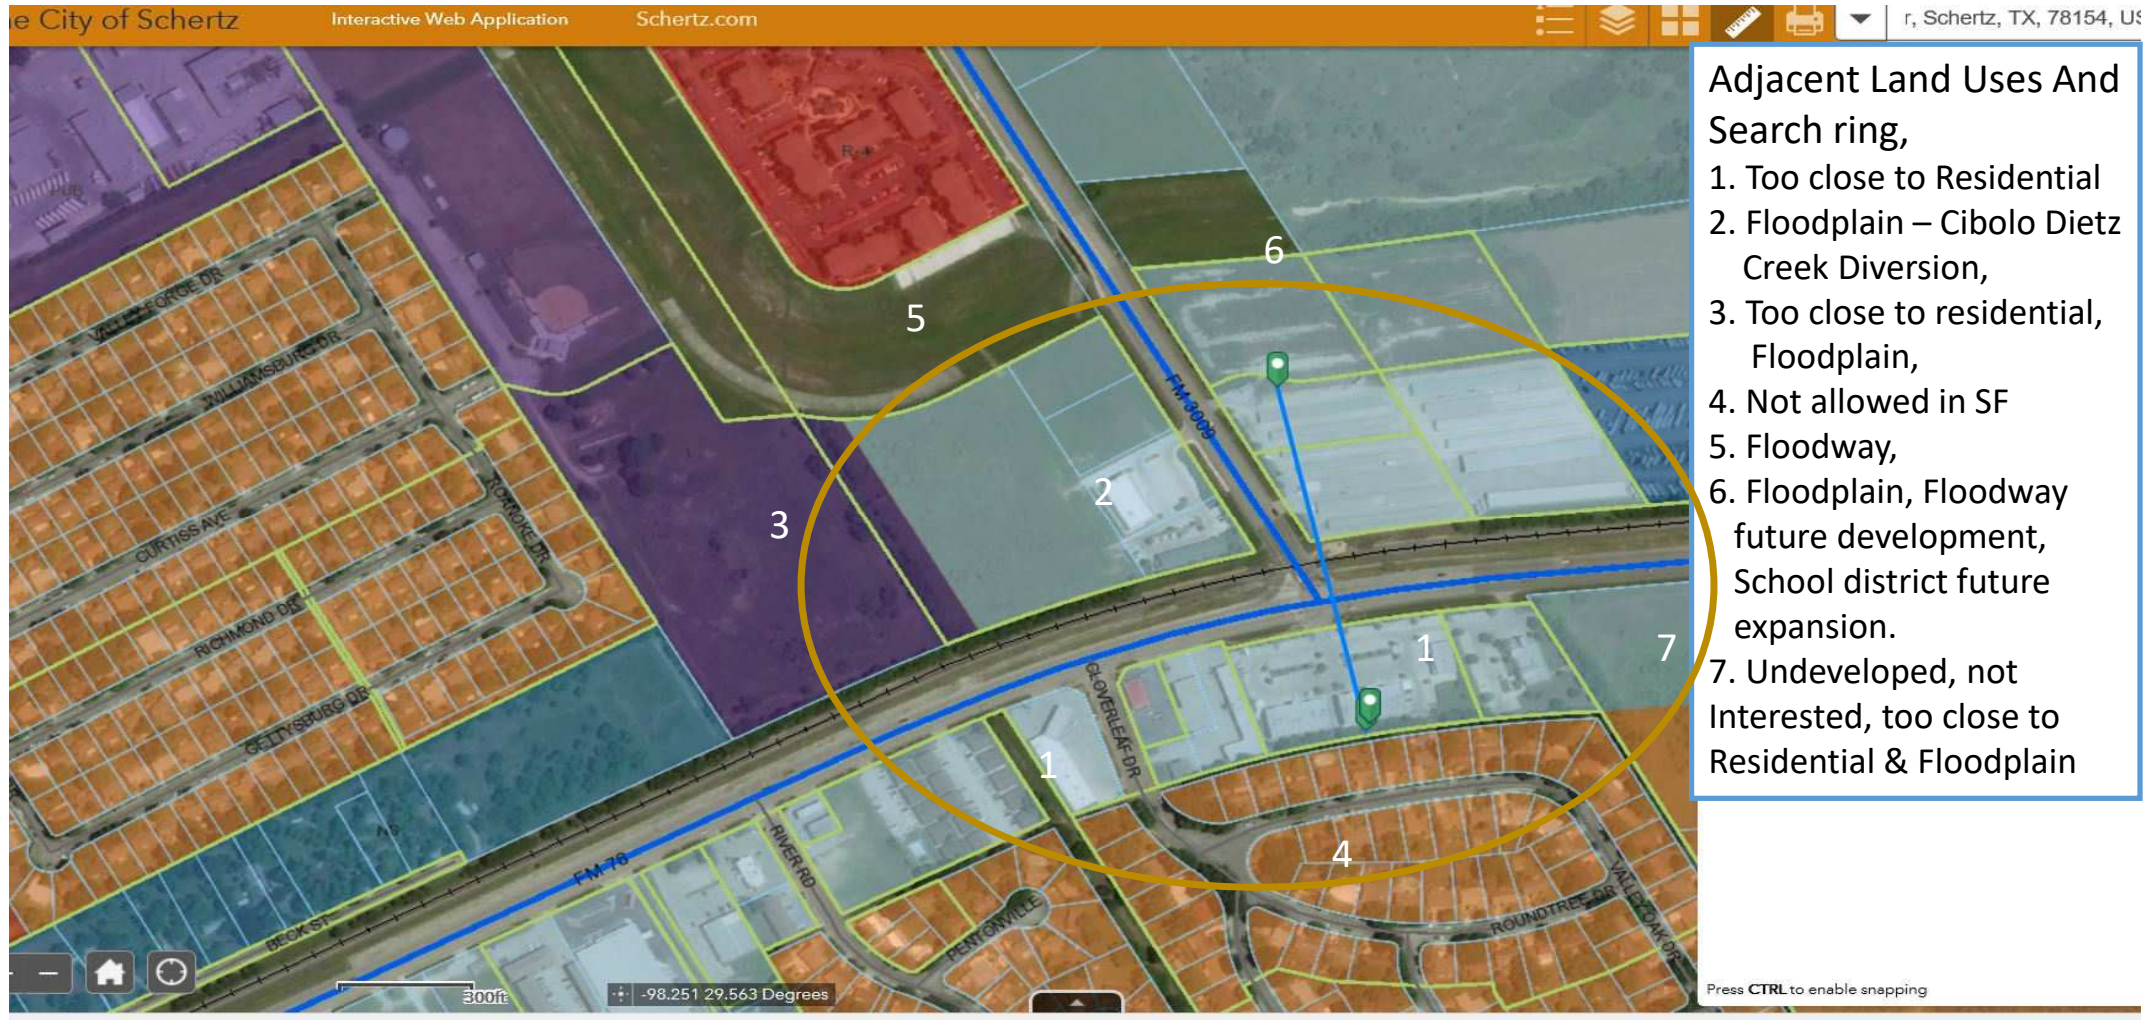 e City of Schertz
Interactive Web Application
Schertz.com
r, Schertz, TX, 78154, US
Adjacent Land Uses And
Search ring,
1. Too close to Residential
2. Floodplain – Cibolo Dietz
Creek Diversion,
3. Too close to residential,
Floodplain,
4. Not allowed in SF
5. Floodway,
6. Floodplain, Floodway
future development,
School district future
expansion.
7. Undeveloped, not
Interested, too close to
Residential & Floodplain
PUB
R-4
VALLEY FORGE DR
WILLIAMSBURG DR
CURTISS AVE
ROANOKE DR
RICHMOND DR
GETTYSBURG DR
NS
BECK ST
FM 78
FM 3009
RIVER RD
CLOVERLEAF DR
PENTONVILLE
ROUNDTREE DR
VALLEY OAK DR
6
5
2
3
1
7
1
4
300ft
-98.251 29.563 Degrees
Press CTRL to enable snapping